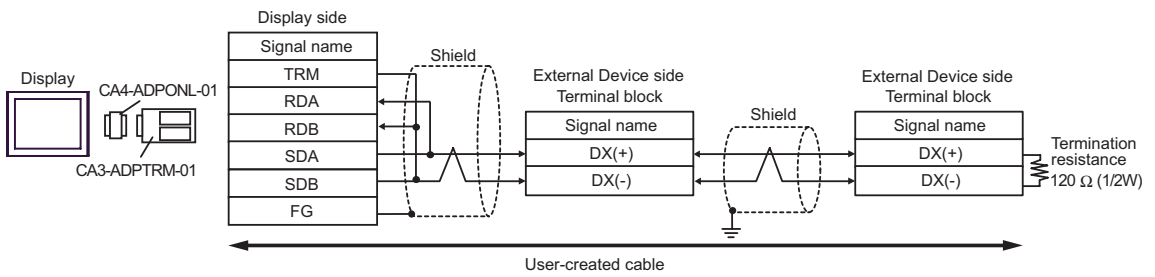 Display side
Signal name
TRM
RDA
RDB
SDA
SDB
FG
Display
CA4-ADPONL-01
CA3-ADPTRM-01
Shield
External Device side
Terminal block
Signal name
DX(+)
DX(-)
Shield
External Device side
Terminal block
Signal name
DX(+)
DX(-)
Termination
resistance
120 Ω (1/2W)
User-created cable